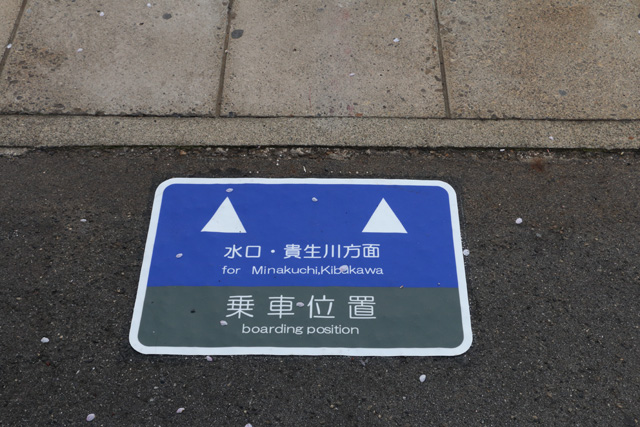 水口・貴生川方面
for Minakuchi,Kibukawa
乗車位置
boarding position